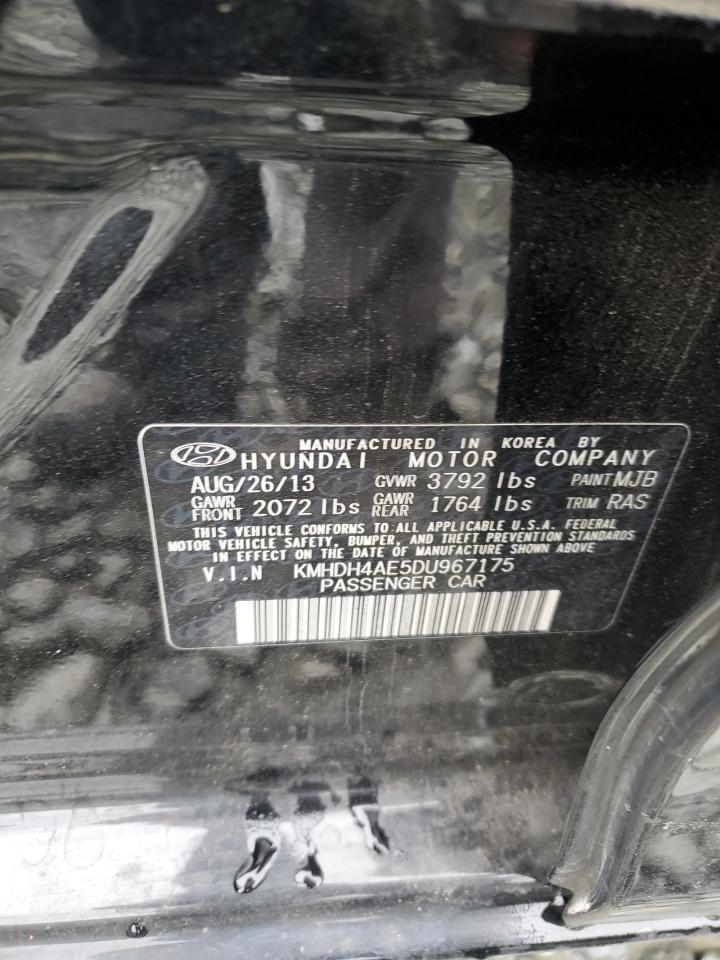 MANUFACTURED IN KOREA BY
HYUNDAI MOTOR COMPANY
AUG/26/13 GVWR 3792 lbs PAINT MJB
GAWR FRONT 2072 lbs GAWR REAR 1764 lbs TRIM RAS
THIS VEHICLE CONFORMS TO ALL APPLICABLE U.S.A. FEDERAL
MOTOR VEHICLE SAFETY, BUMPER, AND THEFT PREVENTION STANDARDS
IN EFFECT ON THE DATE OF MANUFACTURE SHOWN ABOVE
V.I.N KMHDH4AE5DU967175
PASSENGER CAR